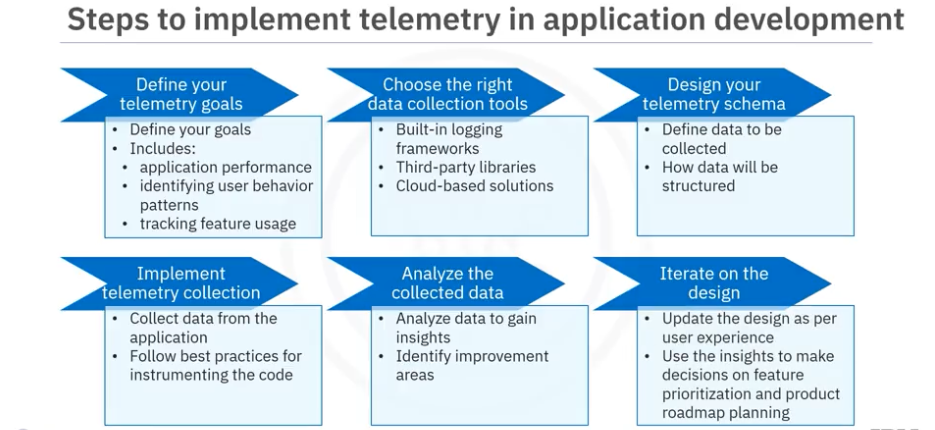 Steps to implement telemetry in application development
Define your
telemetry goals
• Define your goals
• Includes:
• application performance
• identifying user behavior
patterns
• tracking feature usage
Choose the right
data collection tools
• Built-in logging
frameworks
• Third-party libraries
• Cloud-based solutions
Design your
telemetry schema
• Define data to be
collected
• How data will be
structured
Implement
telemetry collection
• Collect data from the
application
• Follow best practices for
instrumenting the code
Analyze the
collected data
• Analyze data to gain
insights
• Identify improvement
areas
Iterate on the
design
• Update the design as per
user experience
• Use the insights to make
decisions on feature
prioritization and product
roadmap planning